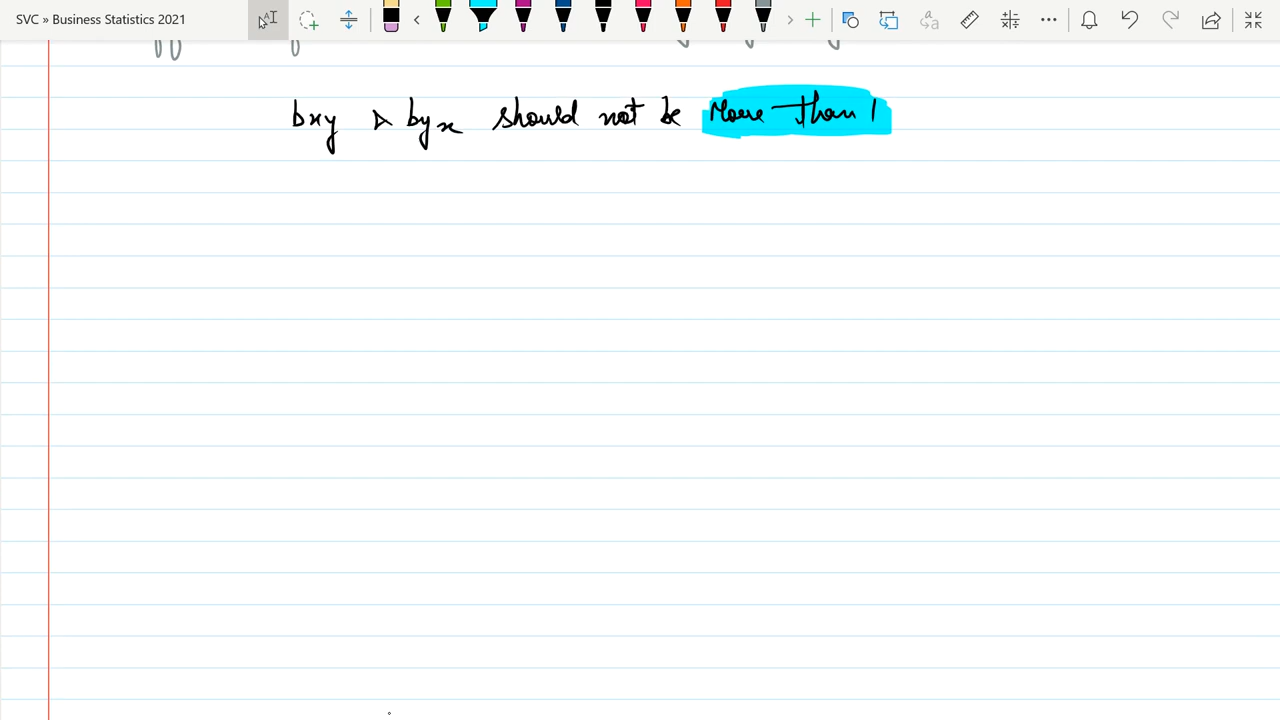 SVC » Business Statistics 2021
bxy & byx should not be More than 1